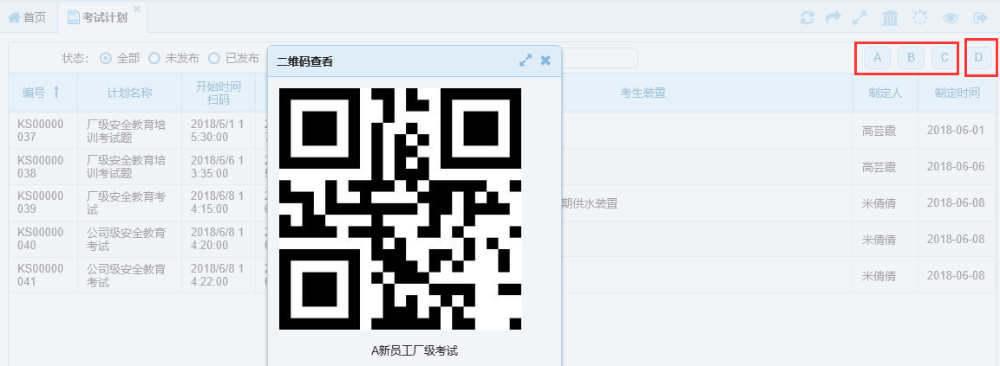 首页 考试计划
状态： 全部 未发布 已发布 A B C D
二维码查看
编号 计划名称 开始时间 考生装置 制定人 制定时间
扫码
KS00000 厂级安全教育培 2018/6/1 1 高芸霞 2018-06-01
037 训考试题 5:30:00
KS00000 厂级安全教育培 2018/6/6 1 高芸霞 2018-06-06
038 训考试题 3:35:00
KS00000 厂级安全教育考 2018/6/8 1 期供水装置 米倩倩 2018-06-08
039 试 4:15:00
KS00000 公司级安全教育 2018/6/8 1 米倩倩 2018-06-08
040 考试 4:20:00
KS00000 公司级安全教育 2018/6/8 1 米倩倩 2018-06-08
041 考试 4:22:00
A新员工厂级考试